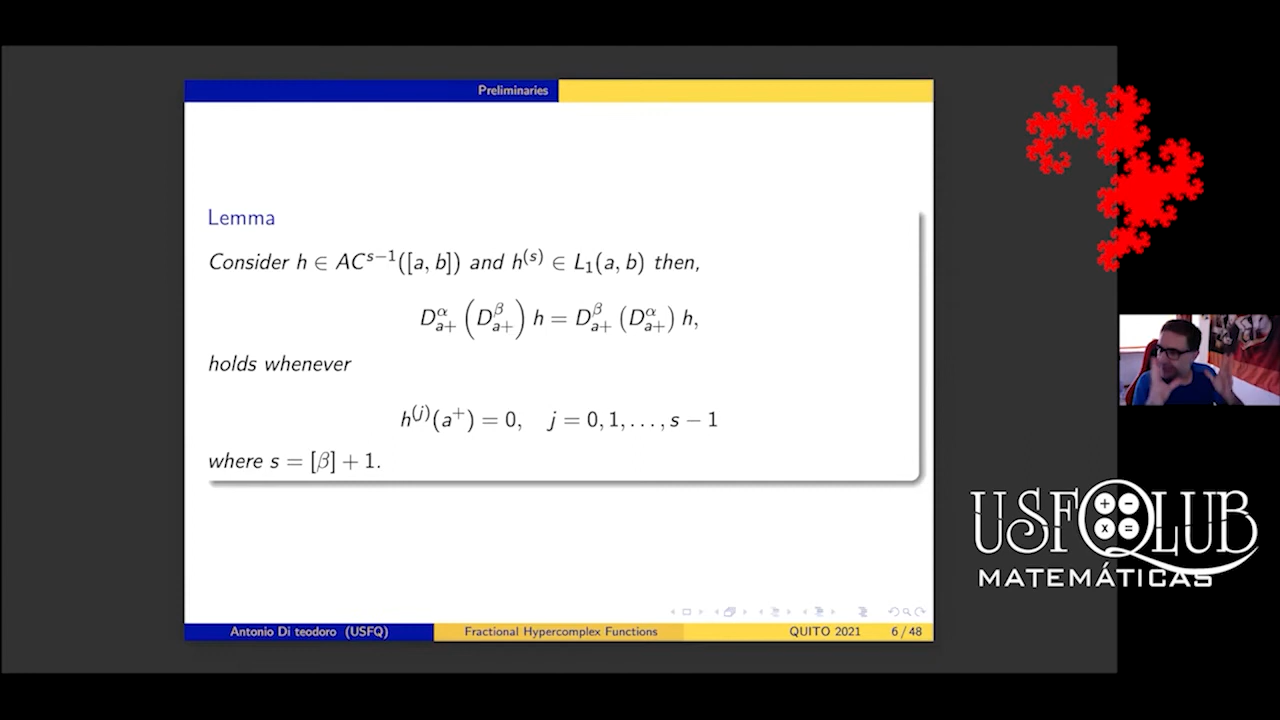 Preliminaries
Lemma
Consider h ∈ AC^{s−1}([a, b]) and h^{(s)} ∈ L_1(a, b) then,
D^α_{a+} (D^β_{a+}) h = D^β_{a+} (D^α_{a+}) h,
holds whenever
h^{(j)}(a^+) = 0, j = 0, 1, . . . , s − 1
where s = [β] + 1.
Antonio Di teodoro (USFQ) Fractional Hypercomplex Functions QUITO 2021 6 / 48
USFQLUB
+ −
x =
MATEMÁTICAS